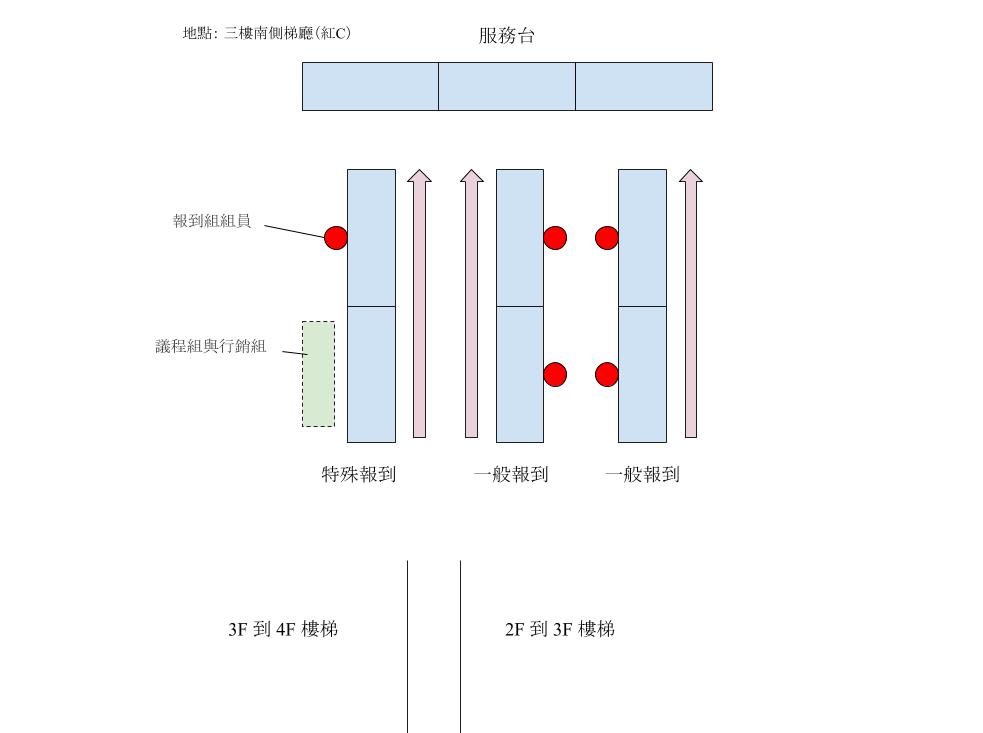 地點: 三樓南側梯廳(紅C)
服務台
報到組組員
議程組與行銷組
特殊報到
一般報到
一般報到
3F 到 4F 樓梯
2F 到 3F 樓梯